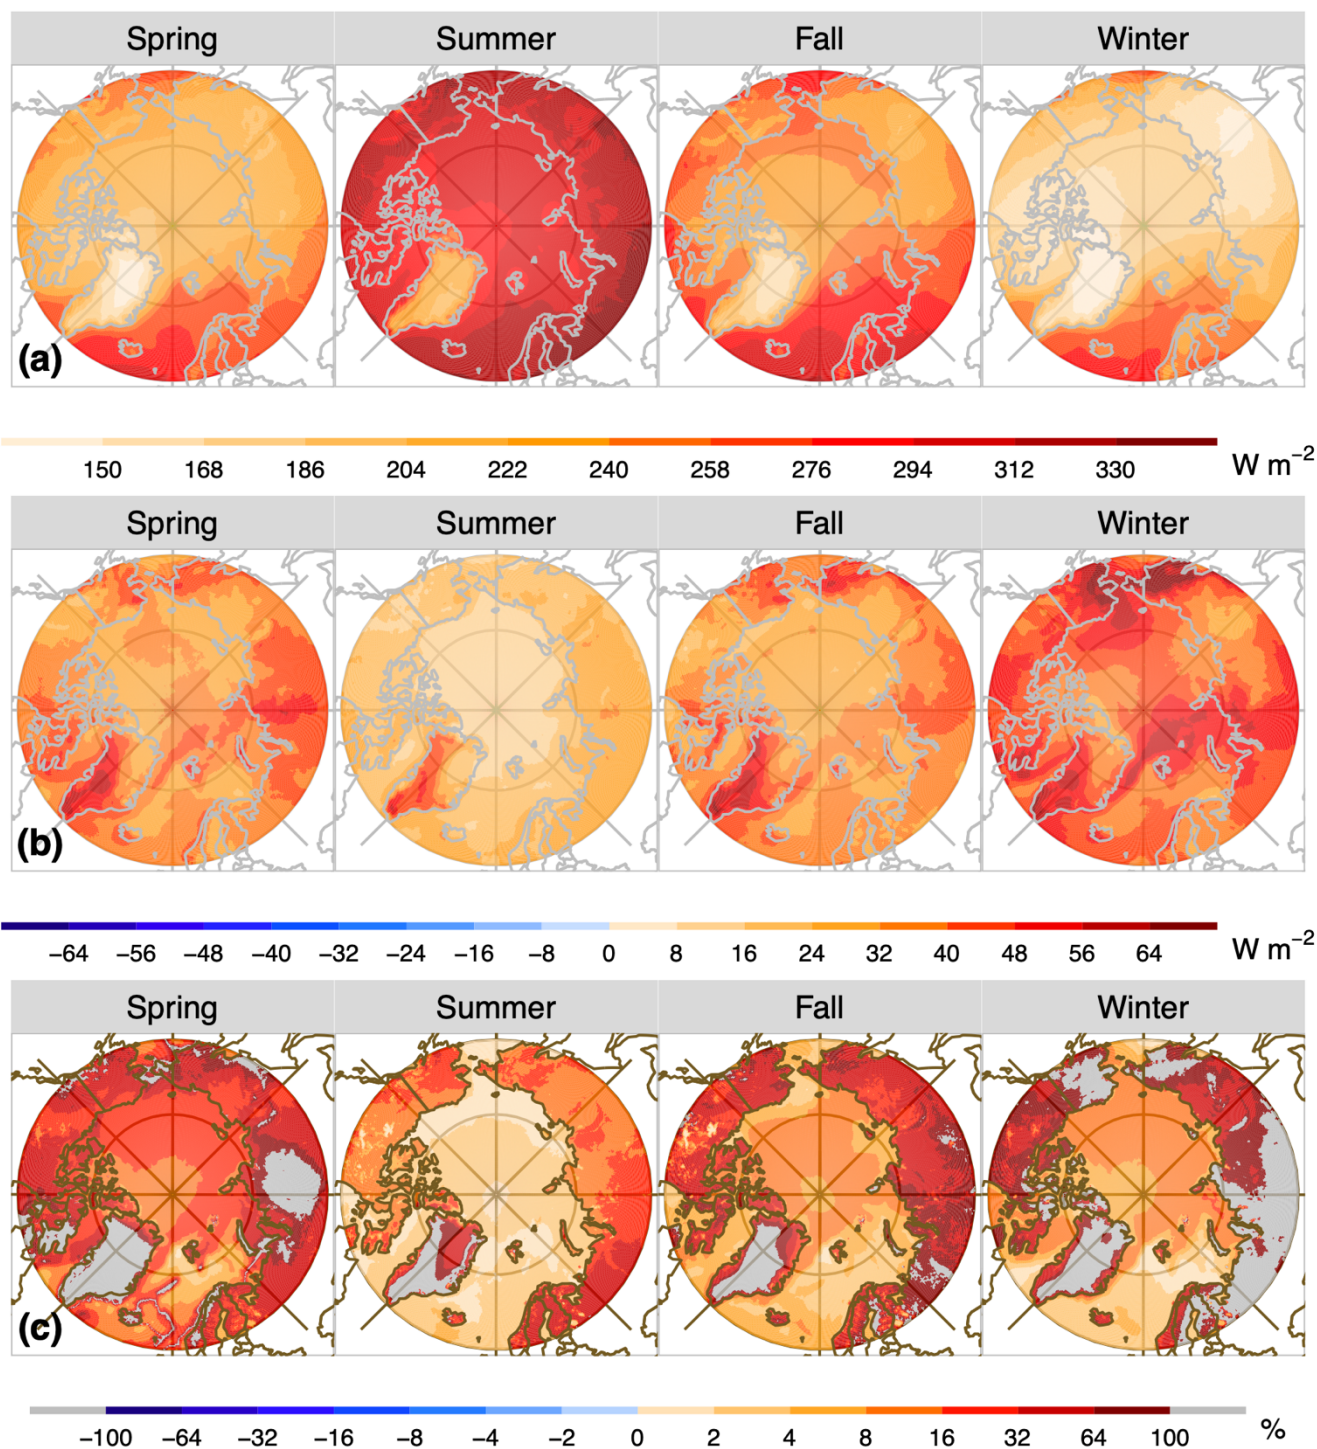 Spring Summer Fall Winter
(a)
150 168 186 204 222 240 258 276 294 312 330 W m−2
Spring Summer Fall Winter
(b)
−64 −56 −48 −40 −32 −24 −16 −8 0 8 16 24 32 40 48 56 64 W m−2
Spring Summer Fall Winter
(c)
−100 −64 −32 −16 −8 −4 −2 0 2 4 8 16 32 64 100 %